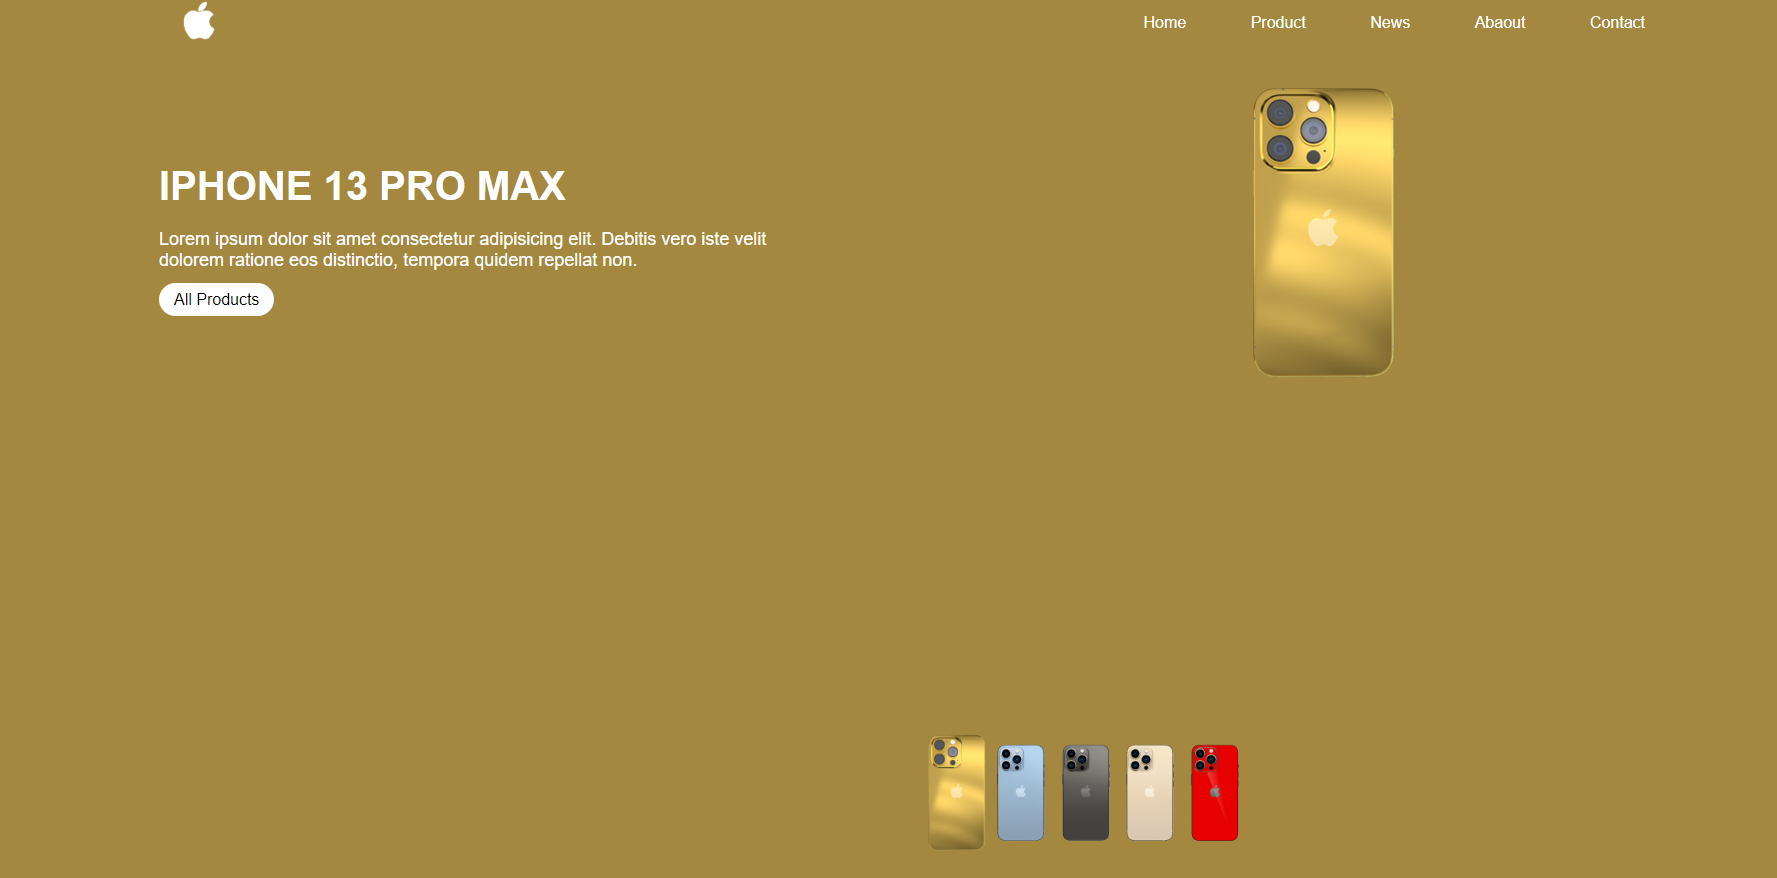 Home Product News Abaout Contact
IPHONE 13 PRO MAX
Lorem ipsum dolor sit amet consectetur adipisicing elit. Debitis vero iste velit
dolorem ratione eos distinctio, tempora quidem repellat non.
All Products